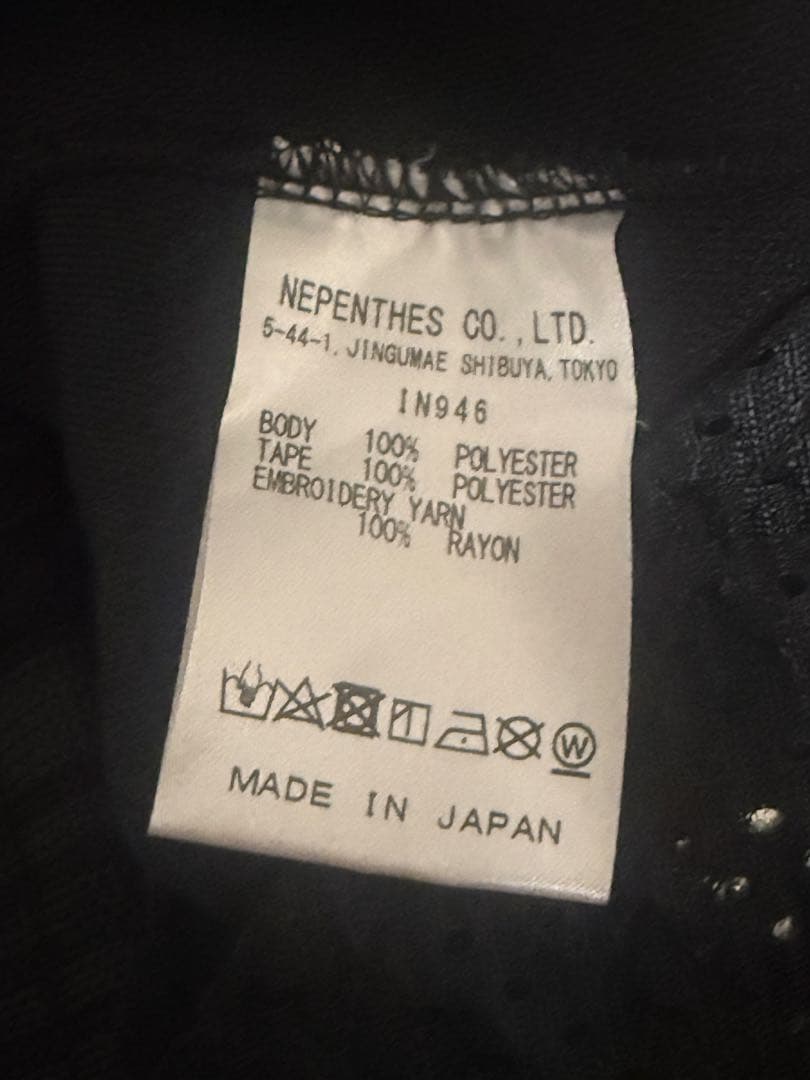 NEPENTHES CO.,LTD.
5-44-1, JINGUMAE SHIBUYA, TOKYO
IN946
BODY 100% POLYESTER
TAPE 100% POLYESTER
EMBROIDERY YARN
100% RAYON
W
MADE IN JAPAN